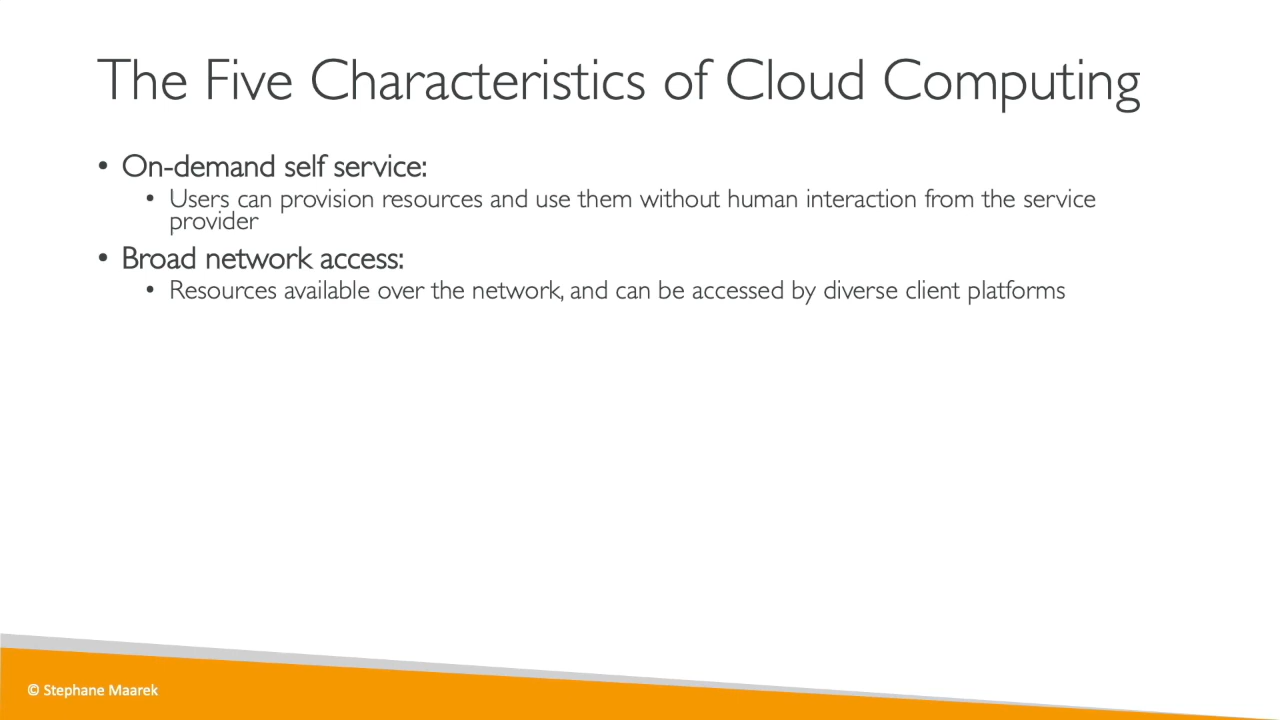 The Five Characteristics of Cloud Computing
• On-demand self service:
• Users can provision resources and use them without human interaction from the service
provider
• Broad network access:
• Resources available over the network, and can be accessed by diverse client platforms
© Stephane Maarek